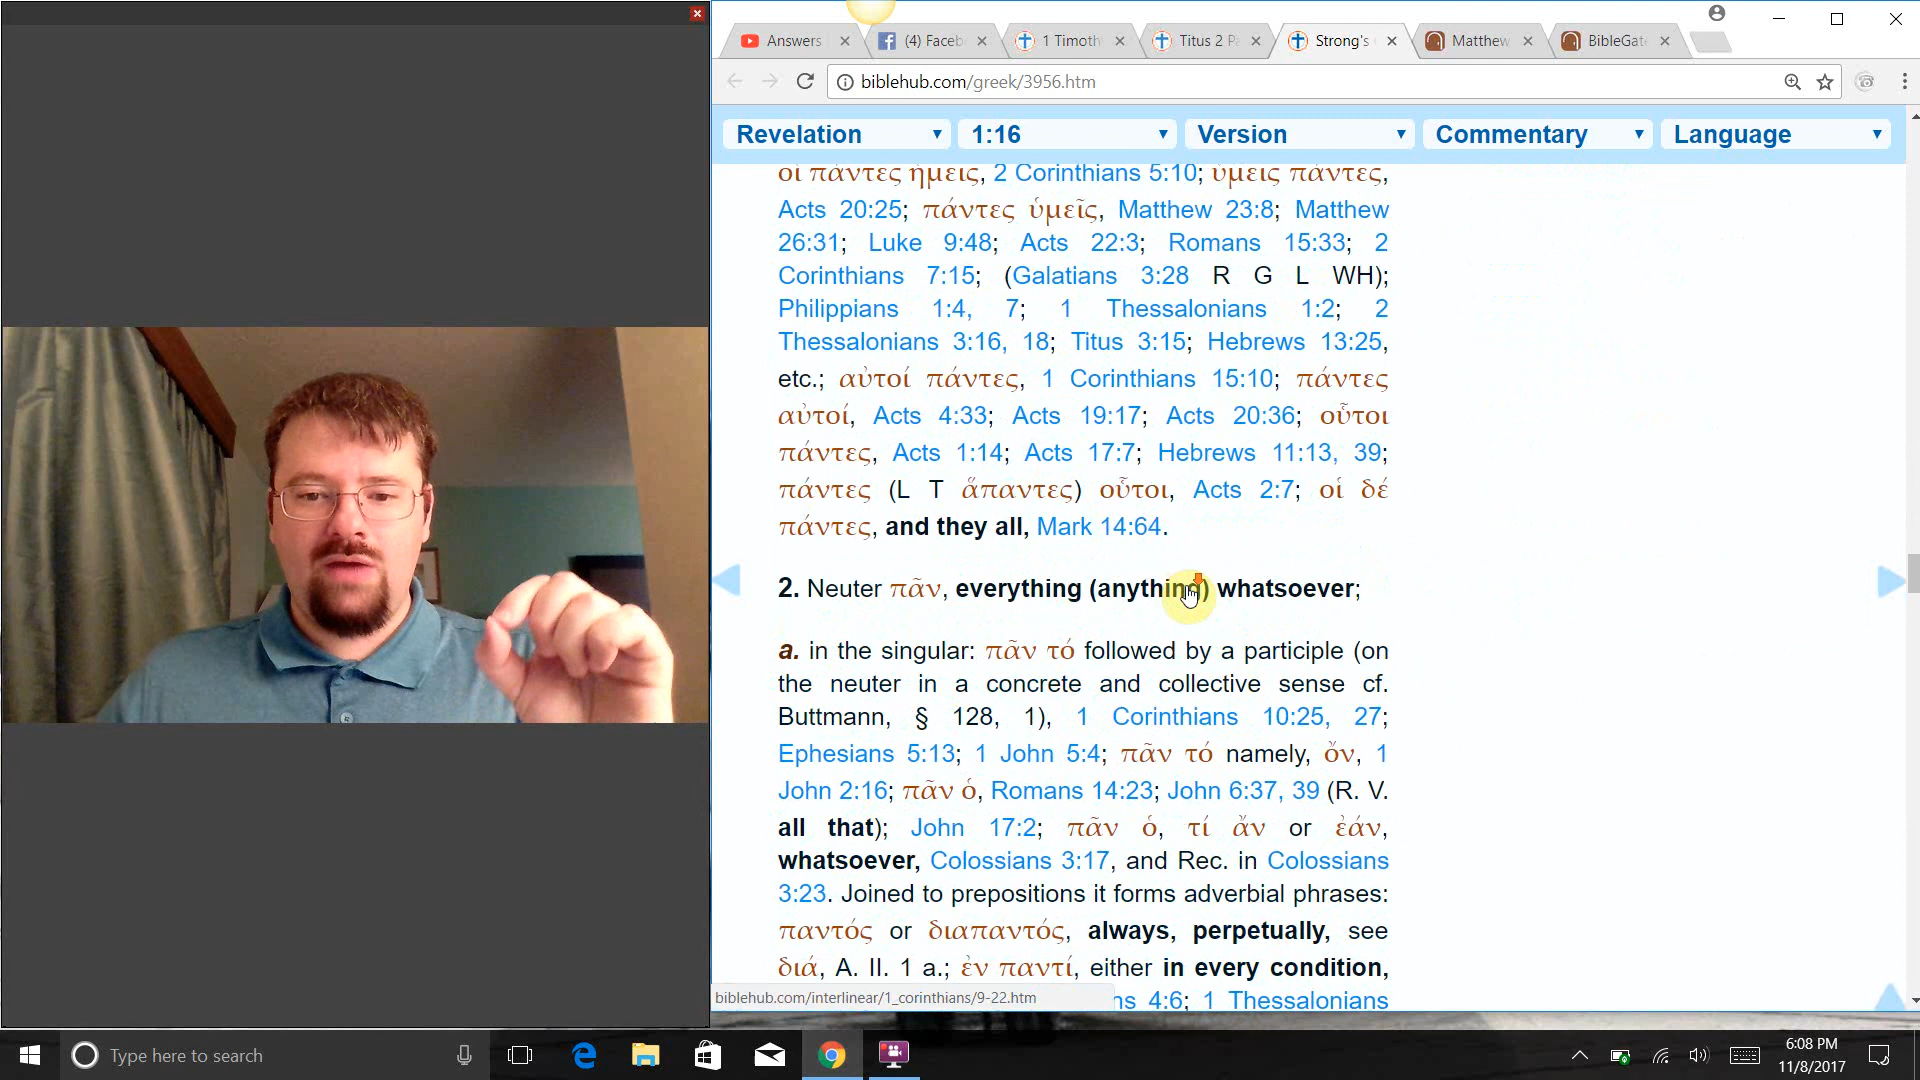 Answers
(4) Faceb
1 Timoth
Titus 2 Pa
Strong's
Matthew
BibleGate
biblehub.com/greek/3956.htm
Revelation
1:16
Version
Commentary
Language
οἱ πάντες ἡμεῖς, 2 Corinthians 5:10; ὑμεῖς πάντες,
Acts 20:25; πάντες ὑμεῖς, Matthew 23:8; Matthew
26:31; Luke 9:48; Acts 22:3; Romans 15:33; 2
Corinthians 7:15; (Galatians 3:28 R G L WH);
Philippians 1:4, 7; 1 Thessalonians 1:2; 2
Thessalonians 3:16, 18; Titus 3:15; Hebrews 13:25,
etc.; αὐτοί πάντες, 1 Corinthians 15:10; πάντες
αὐτοί, Acts 4:33; Acts 19:17; Acts 20:36; οὗτοι
πάντες, Acts 1:14; Acts 17:7; Hebrews 11:13, 39;
πάντες (L T ἅπαντες) οὗτοι, Acts 2:7; οἱ δέ
πάντες, and they all, Mark 14:64.
2. Neuter πᾶν, everything (anything) whatsoever;
a. in the singular: πᾶν τό followed by a participle (on
the neuter in a concrete and collective sense cf.
Buttmann, § 128, 1), 1 Corinthians 10:25, 27;
Ephesians 5:13; 1 John 5:4; πᾶν τό namely, ὄν, 1
John 2:16; πᾶν ὁ, Romans 14:23; John 6:37, 39 (R. V.
all that); John 17:2; πᾶν ὁ, τί ἄν or ἐάν,
whatsoever, Colossians 3:17, and Rec. in Colossians
3:23. Joined to prepositions it forms adverbial phrases:
παντός or διαπαντός, always, perpetually, see
διά, A. II. 1 a.; ἐν παντί, either in every condition,
ns 4:6; 1 Thessalonians
biblehub.com/interlinear/1_corinthians/9-22.htm
Type here to search
6:08 PM
11/8/2017